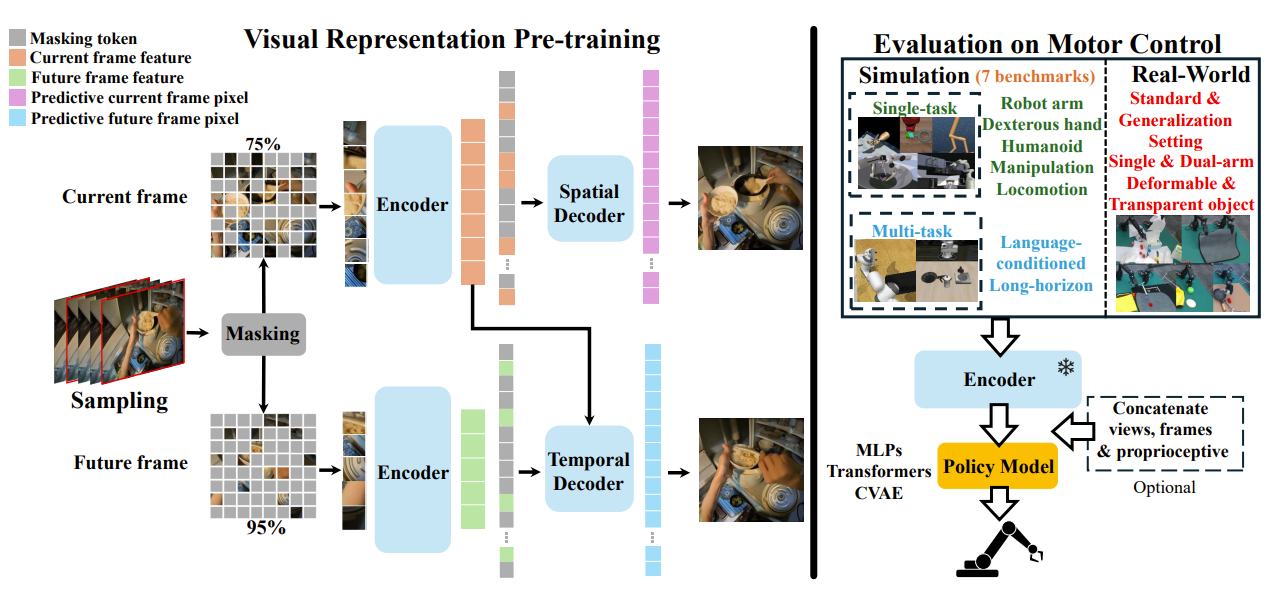 Visual Representation Pre-training
Masking token
Current frame feature
Future frame feature
Predictive current frame pixel
Predictive future frame pixel
75%
Current frame
Encoder
Spatial
Decoder
Masking
Sampling
Future frame
95%
Encoder
Temporal
Decoder
Evaluation on Motor Control
Simulation (7 benchmarks)
Single-task
Robot arm
Dexterous hand
Humanoid
Manipulation
Locomotion
Multi-task
Language-
conditioned
Long-horizon
Real-World
Standard &
Generalization
Setting
Single & Dual-arm
Deformable &
Transparent object
Encoder
Concatenate
views, frames
& proprioceptive
Optional
MLPs
Transformers
CVAE
Policy Model